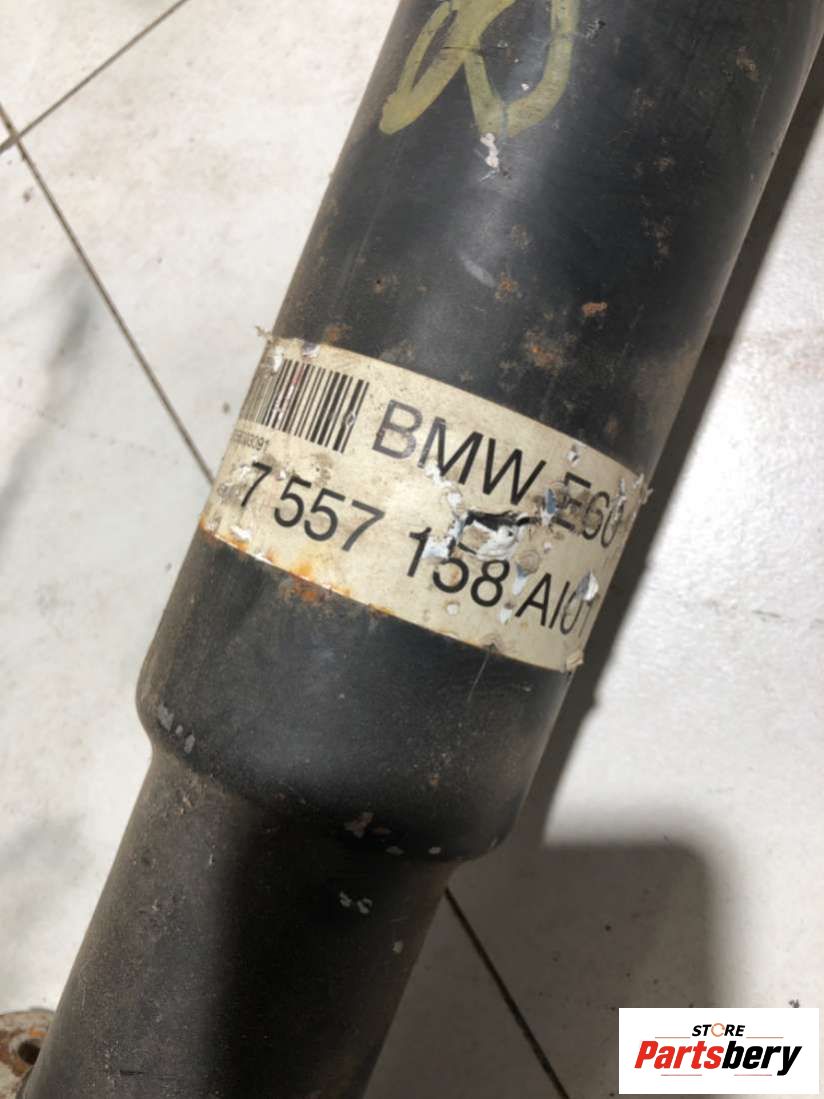 BMW E60
7 557 158 AI01
STORE
Partsbery